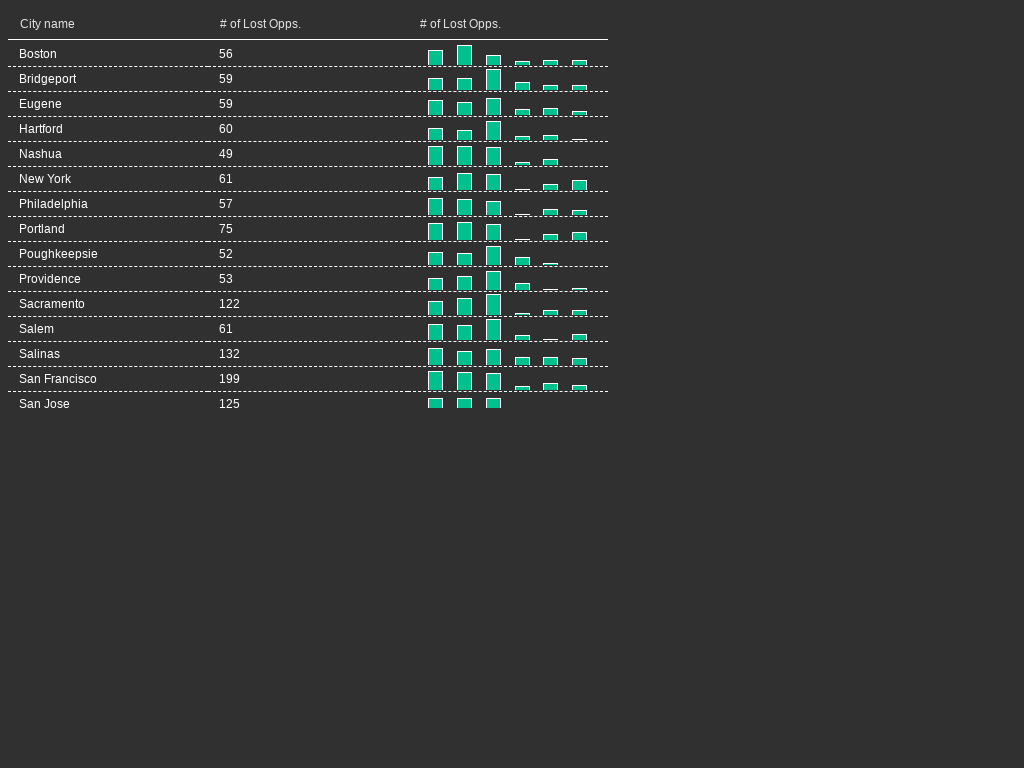 City name # of Lost Opps. # of Lost Opps.
Boston 56
Bridgeport 59
Eugene 59
Hartford 60
Nashua 49
New York 61
Philadelphia 57
Portland 75
Poughkeepsie 52
Providence 53
Sacramento 122
Salem 61
Salinas 132
San Francisco 199
San Jose 125